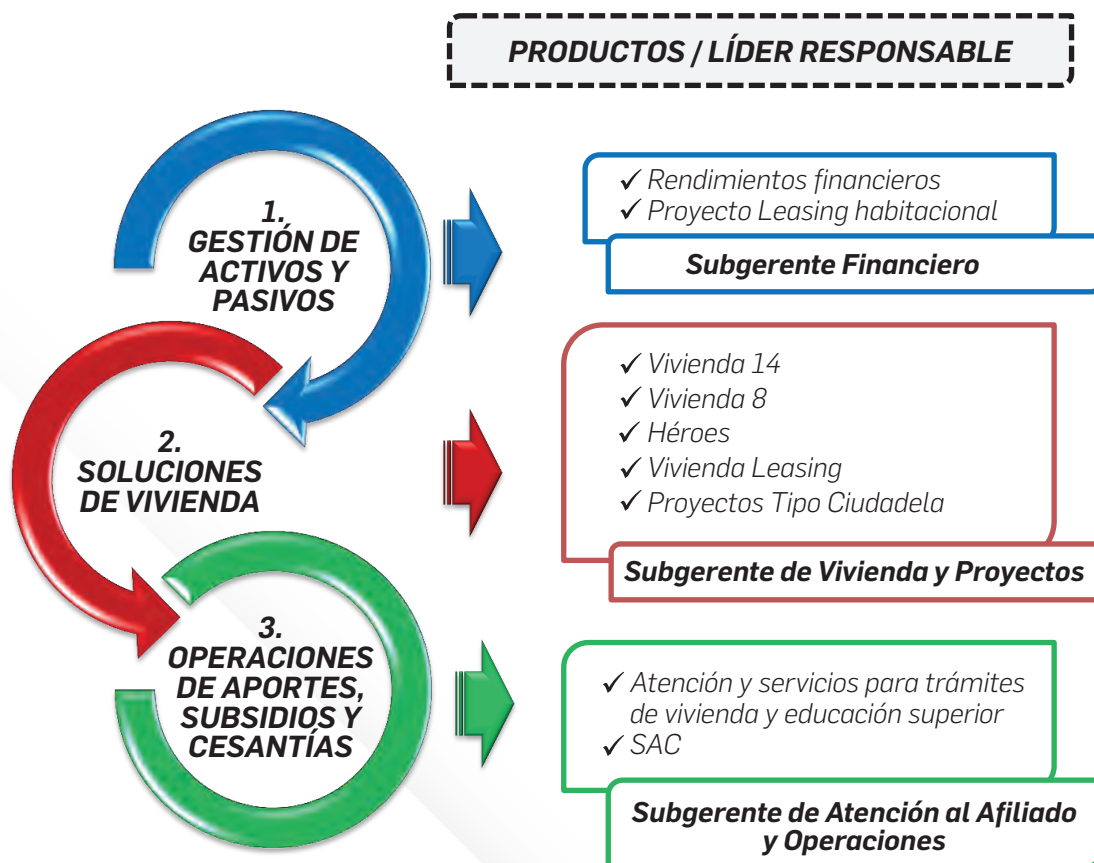 PRODUCTOS / LÍDER RESPONSABLE
1.
GESTIÓN DE
ACTIVOS Y
PASIVOS
✓ Rendimientos financieros
✓ Proyecto Leasing habitacional
Subgerente Financiero
2.
SOLUCIONES
DE VIVIENDA
✓ Vivienda 14
✓ Vivienda 8
✓ Héroes
✓ Vivienda Leasing
✓ Proyectos Tipo Ciudadela
Subgerente de Vivienda y Proyectos
3.
OPERACIONES
DE APORTES,
SUBSIDIOS Y
CESANTÍAS
✓ Atención y servicios para trámites
de vivienda y educación superior
✓ SAC
Subgerente de Atención al Afiliado
y Operaciones